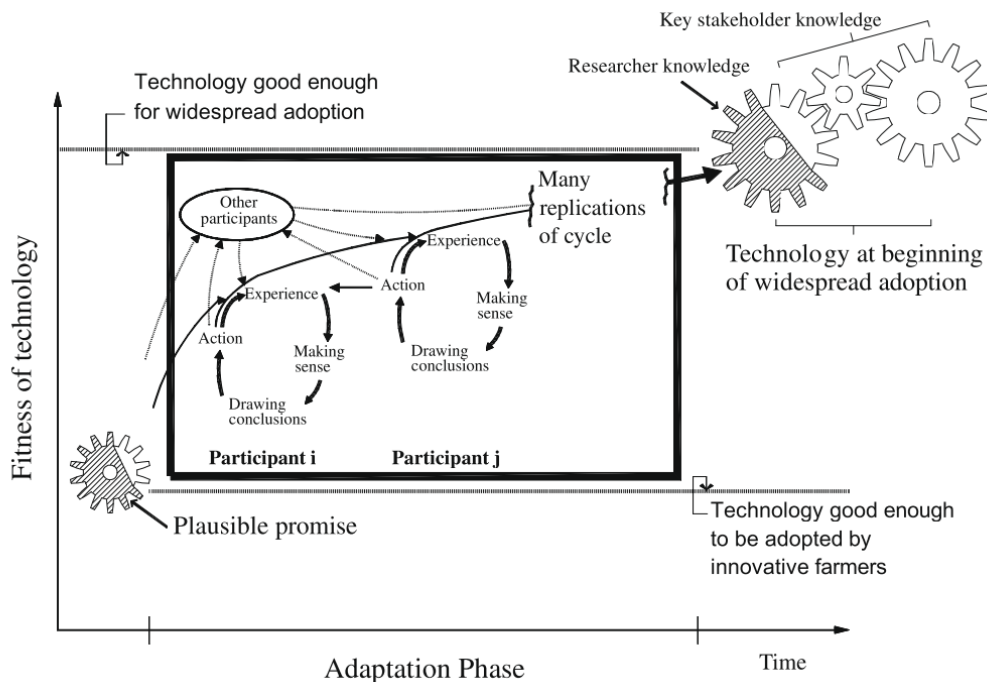 Key stakeholder knowledge
Researcher knowledge
Technology good enough
for widespread adoption
Many
replications
of cycle
Other
participants
Experience
Action
Making
sense
Drawing
conclusions
Experience
Action
Making
sense
Drawing
conclusions
Participant i
Participant j
Technology at beginning
of widespread adoption
Fitness of technology
Plausible promise
Technology good enough
to be adopted by
innovative farmers
Adaptation Phase
Time